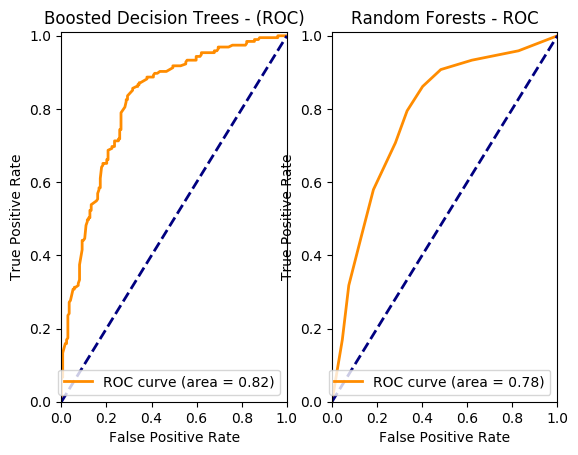 Boosted Decision Trees - (ROC)
True Positive Rate
1.0
0.8
0.6
0.4
0.2
0.0
0.0 0.2 0.4 0.6 0.8 1.0
False Positive Rate
ROC curve (area = 0.82)
Random Forests - ROC
True Positive Rate
1.0
0.8
0.6
0.4
0.2
0.0
0.0 0.2 0.4 0.6 0.8 1.0
False Positive Rate
ROC curve (area = 0.78)